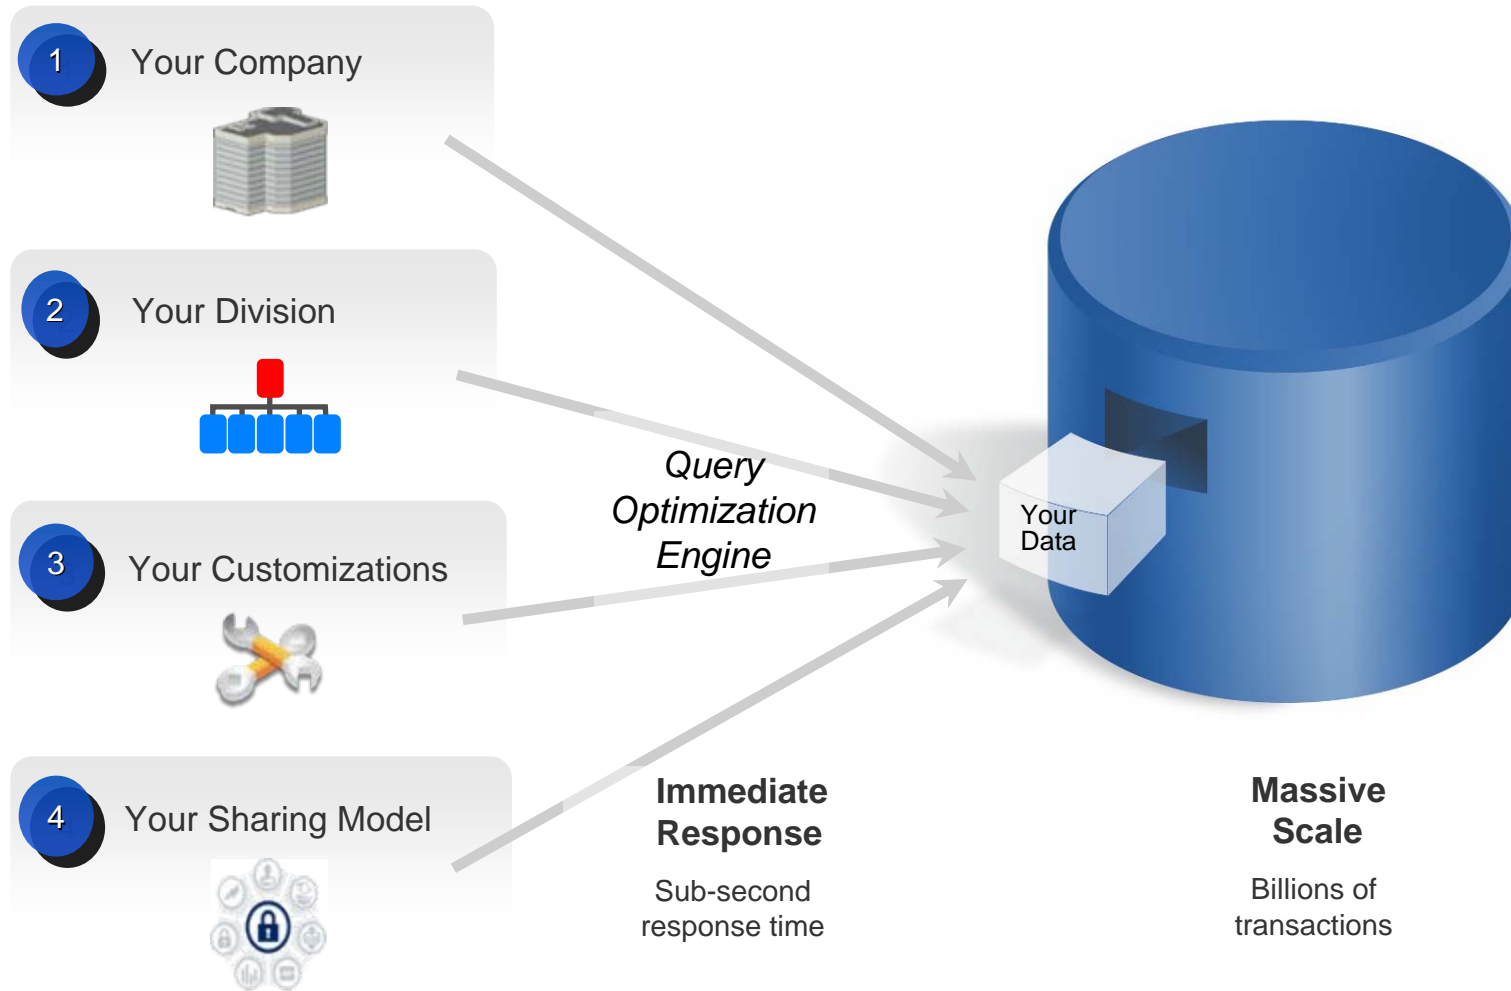 1
Your Company
2
Your Division
3
Your Customizations
4
Your Sharing Model
Query
Optimization
Engine
Your
Data
Immediate
Response
Sub-second
response time
Massive
Scale
Billions of
transactions